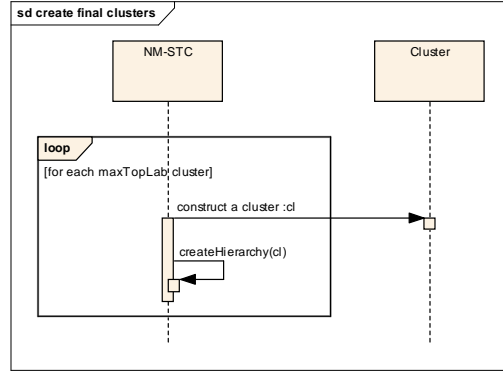 sd create final clusters
NM-STC
Cluster
loop
[for each maxTopLab cluster]
construct a cluster :cl
createHierarchy(cl)